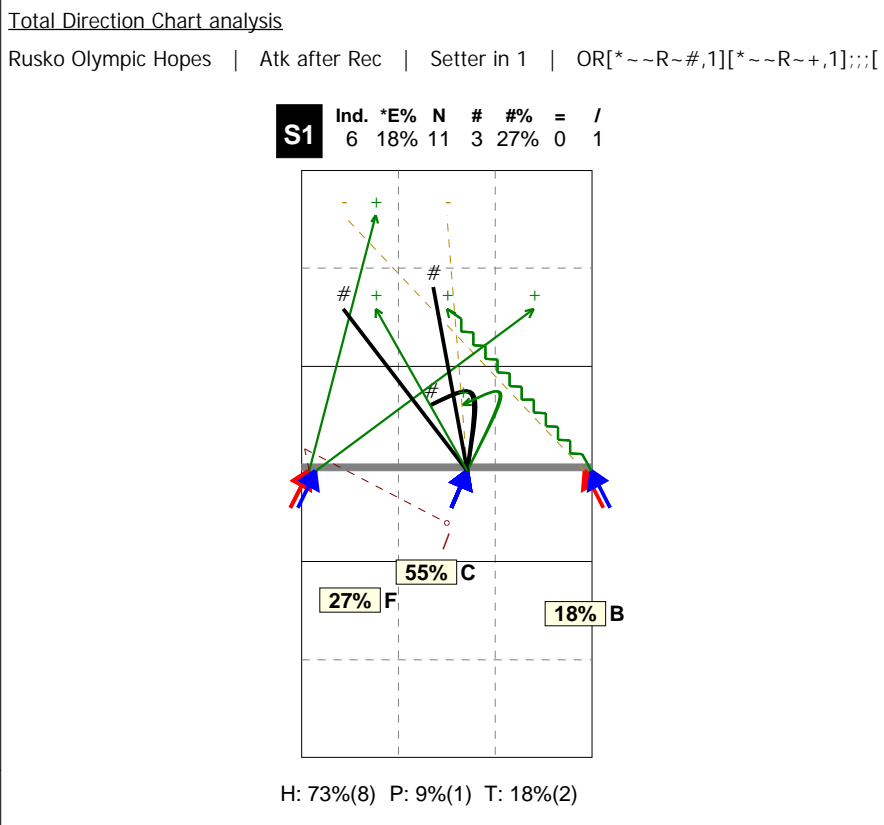 Total Direction Chart analysis
Rusko Olympic Hopes | Atk after Rec | Setter in 1 | OR[*~~R~#,1][*~~R~+,1];;;[
S1
Ind. *E% N # #% = /
6 18% 11 3 27% 0 1
- + -
#
# + + +
#
/
55% C
27% F
18% B
H: 73%(8) P: 9%(1) T: 18%(2)